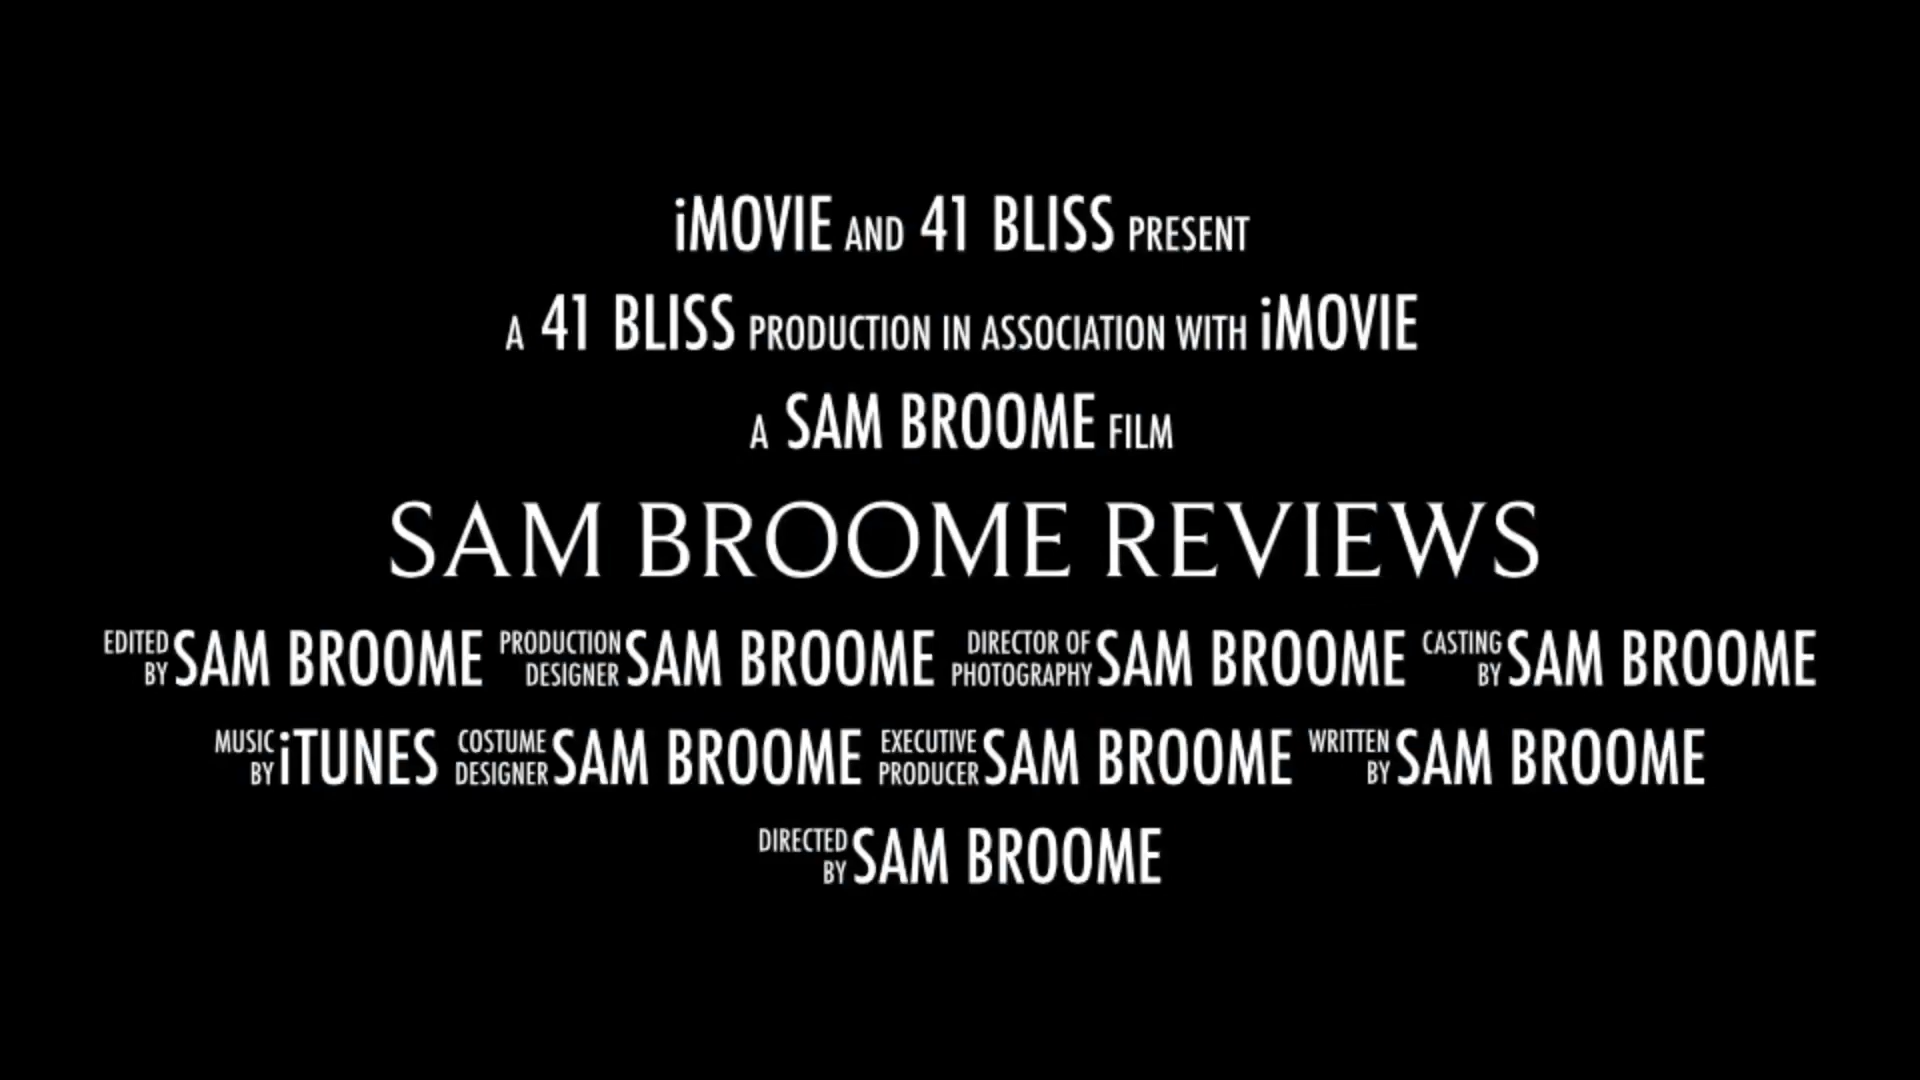 iMOVIE AND 41 BLISS PRESENT
A 41 BLISS PRODUCTION IN ASSOCIATION WITH iMOVIE
A SAM BROOME FILM
SAM BROOME REVIEWS
EDITED BY SAM BROOME PRODUCTION DESIGNER SAM BROOME DIRECTOR OF PHOTOGRAPHY SAM BROOME CASTING BY SAM BROOME
MUSIC BY iTUNES COSTUME DESIGNER SAM BROOME EXECUTIVE PRODUCER SAM BROOME WRITTEN BY SAM BROOME
DIRECTED BY SAM BROOME